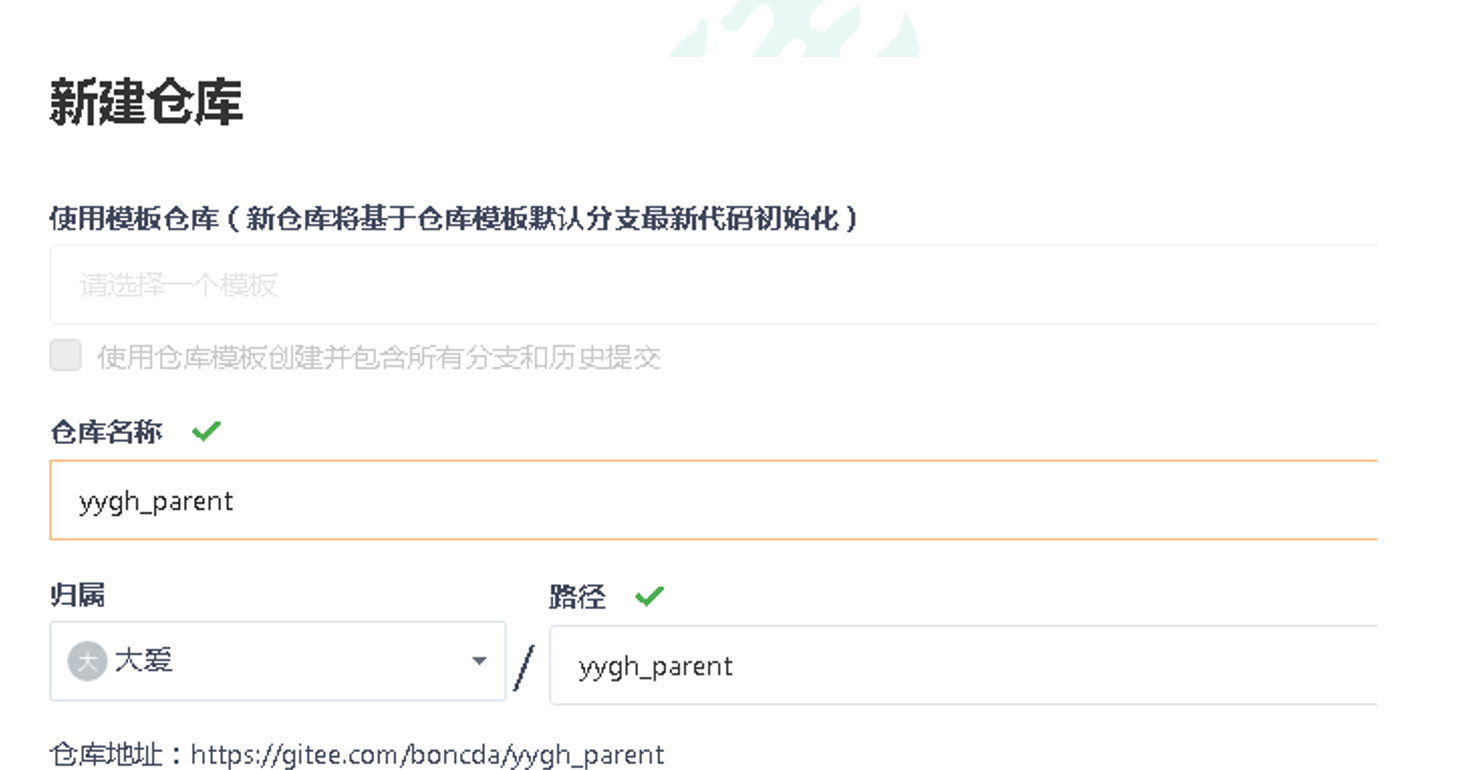 新建仓库
使用模板仓库（新仓库将基于仓库模板默认分支最新代码初始化）
请选择一个模板
使用仓库模板创建并包含所有分支和历史提交
仓库名称
yygh_parent
归属 路径
大 大爱 / yygh_parent
仓库地址：https://gitee.com/boncda/yygh_parent